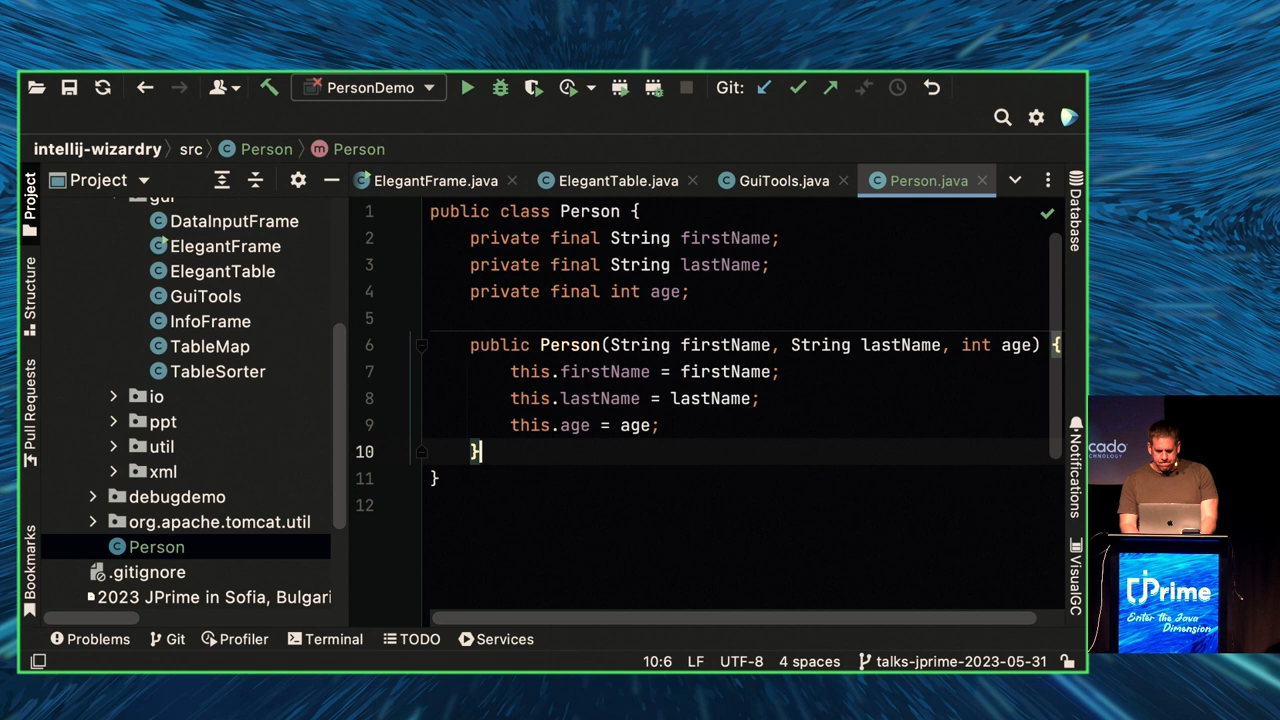 PersonDemo
Git:
intellij-wizardry
src
Person
Person
Project
Project
ElegantFrame.java
ElegantTable.java
GuiTools.java
Person.java
gui
DataInputFrame
ElegantFrame
ElegantTable
GuiTools
InfoFrame
TableMap
TableSorter
io
ppt
util
xml
debugdemo
org.apache.tomcat.util
Person
.gitignore
2023 JPrime in Sofia, Bulgari
Structure
Pull Requests
Bookmarks
1 public class Person {
2 private final String firstName;
3 private final String lastName;
4 private final int age;
5
6 public Person(String firstName, String lastName, int age) {
7 this.firstName = firstName;
8 this.lastName = lastName;
9 this.age = age;
10 }
11 }
12
Database
Notifications
VisualGC
Problems
Git
Profiler
Terminal
TODO
Services
10:6
LF
UTF-8
4 spaces
talks-jprime-2023-05-31
cado
CHNOLOGY
jPrime
Enter the Java
Dimension